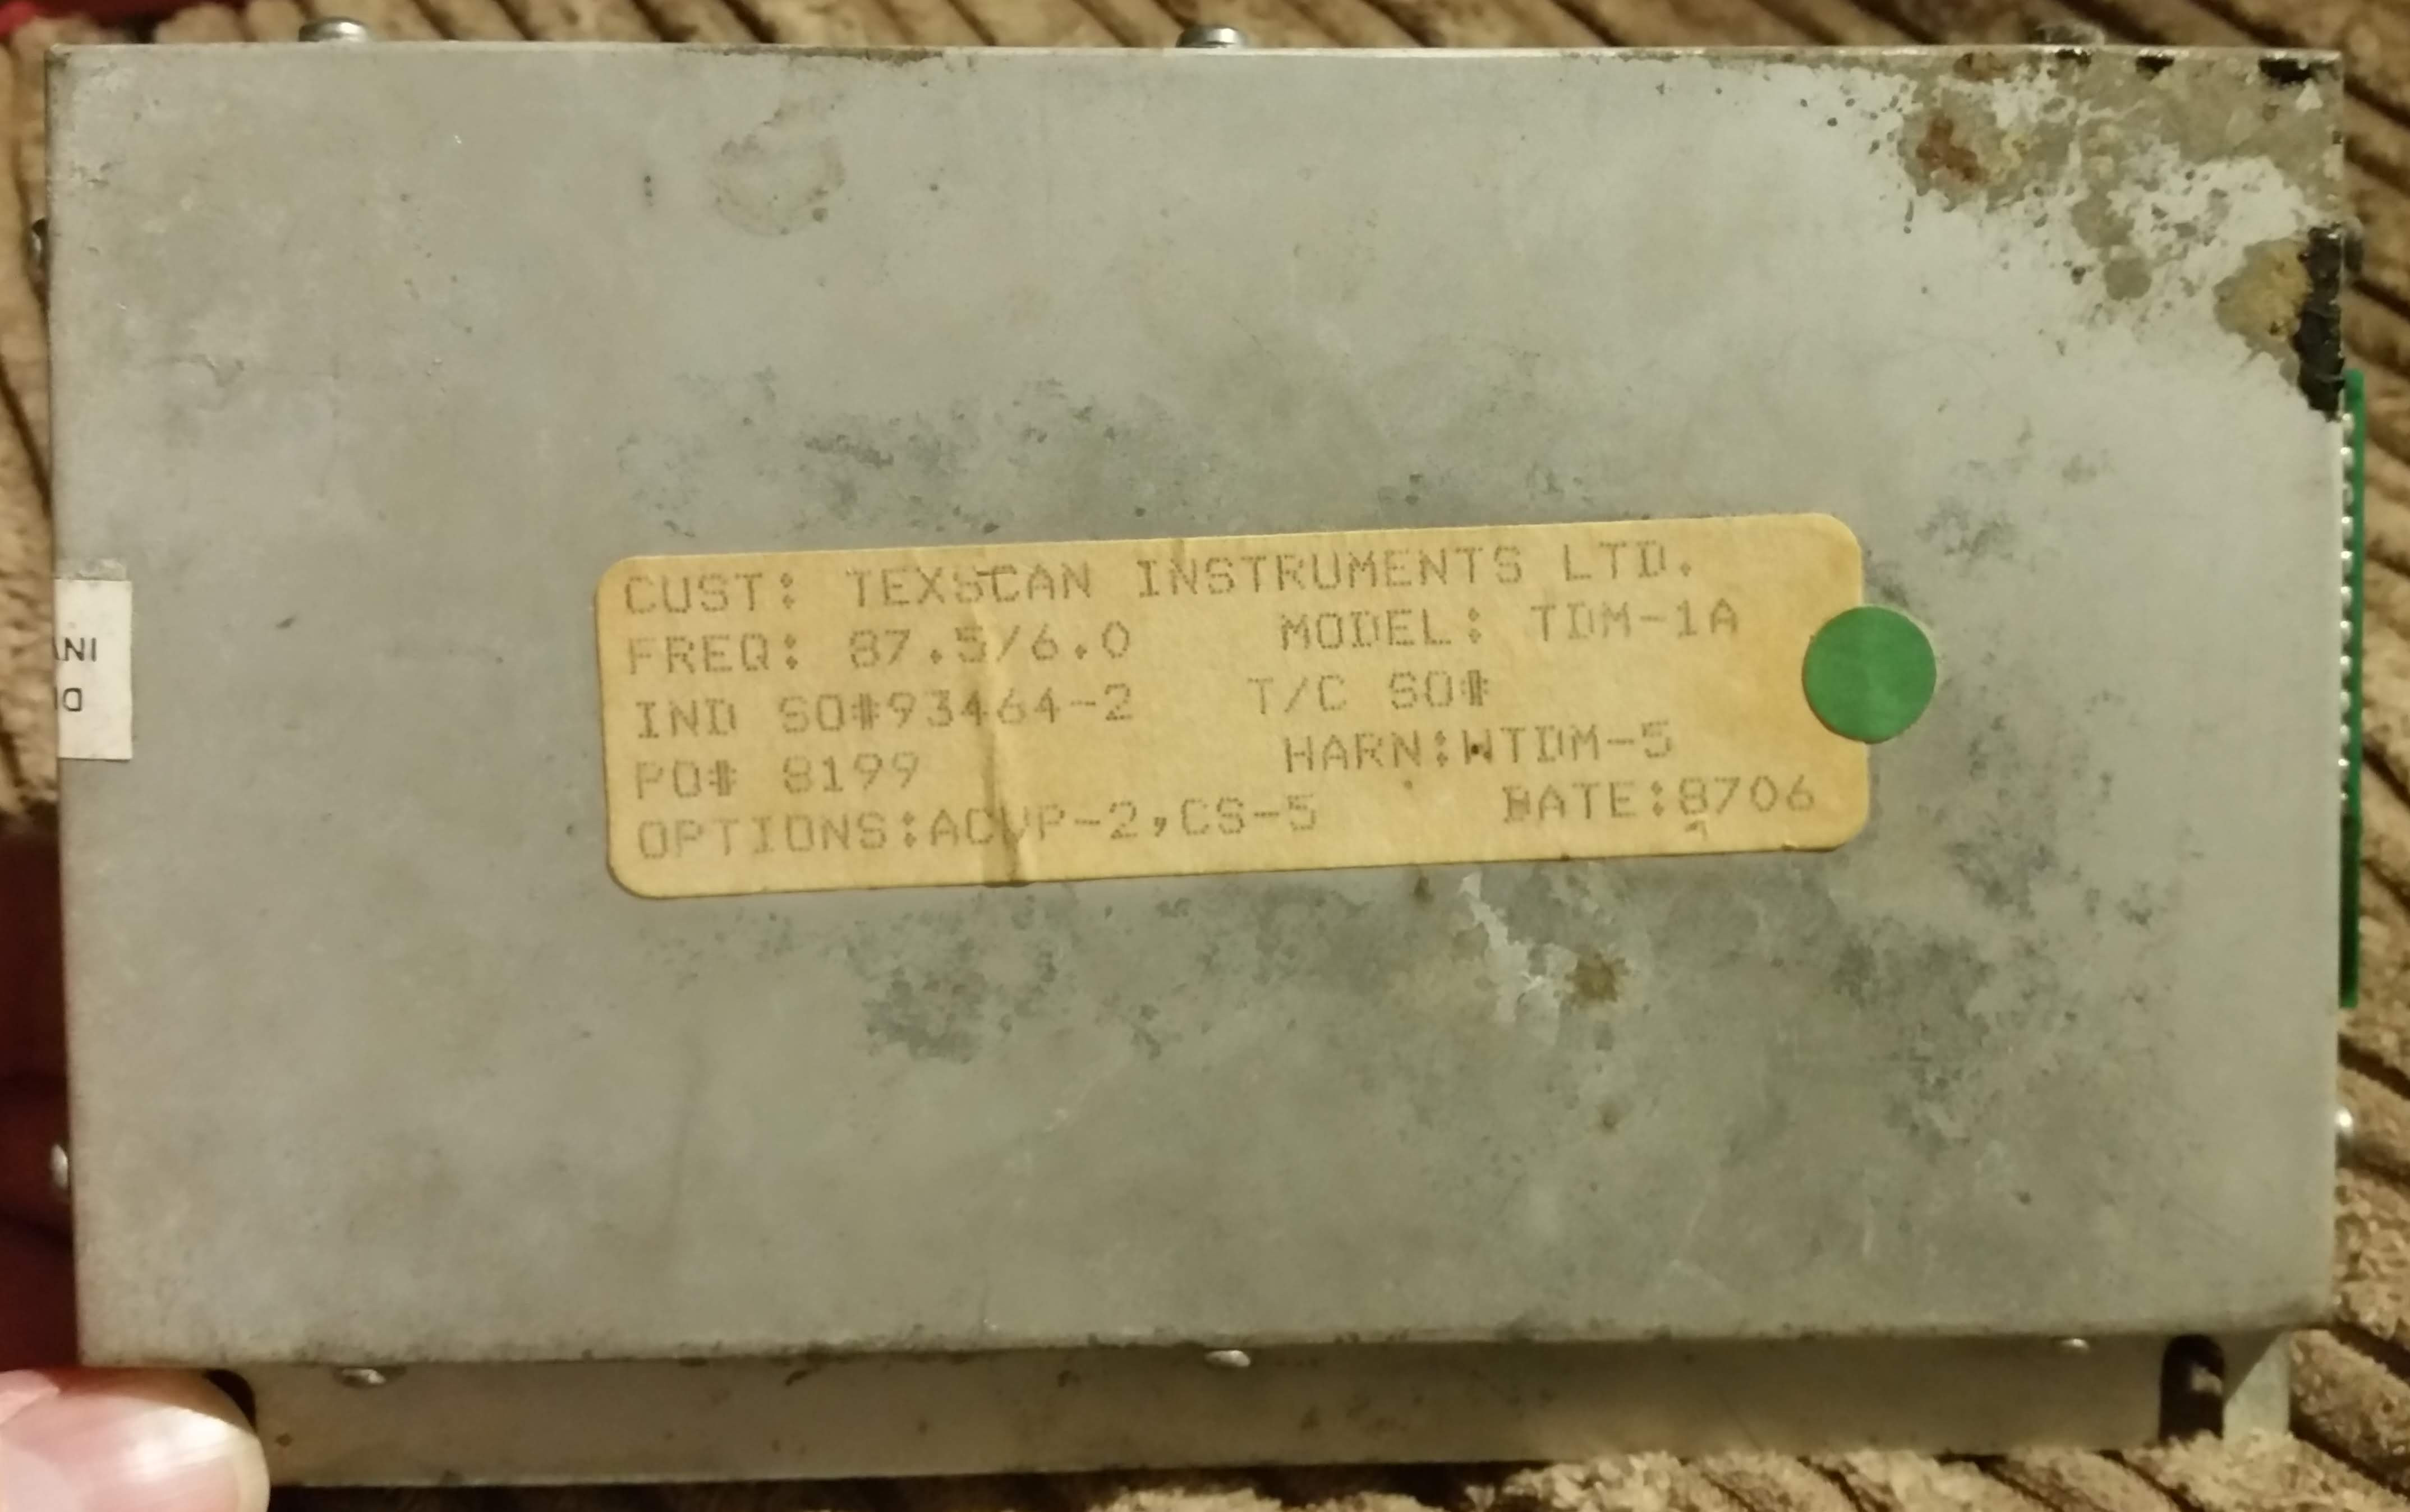 CUST: TEXSCAN INSTRUMENTS LTD.
FREQ: 87.5/6.0 MODEL: TDM-1A
IND SO#93464-2 T/C SO#
PO# 8199 HARN:WTDM-5
OPTIONS:ACVP-2,CS-5 DATE:8706